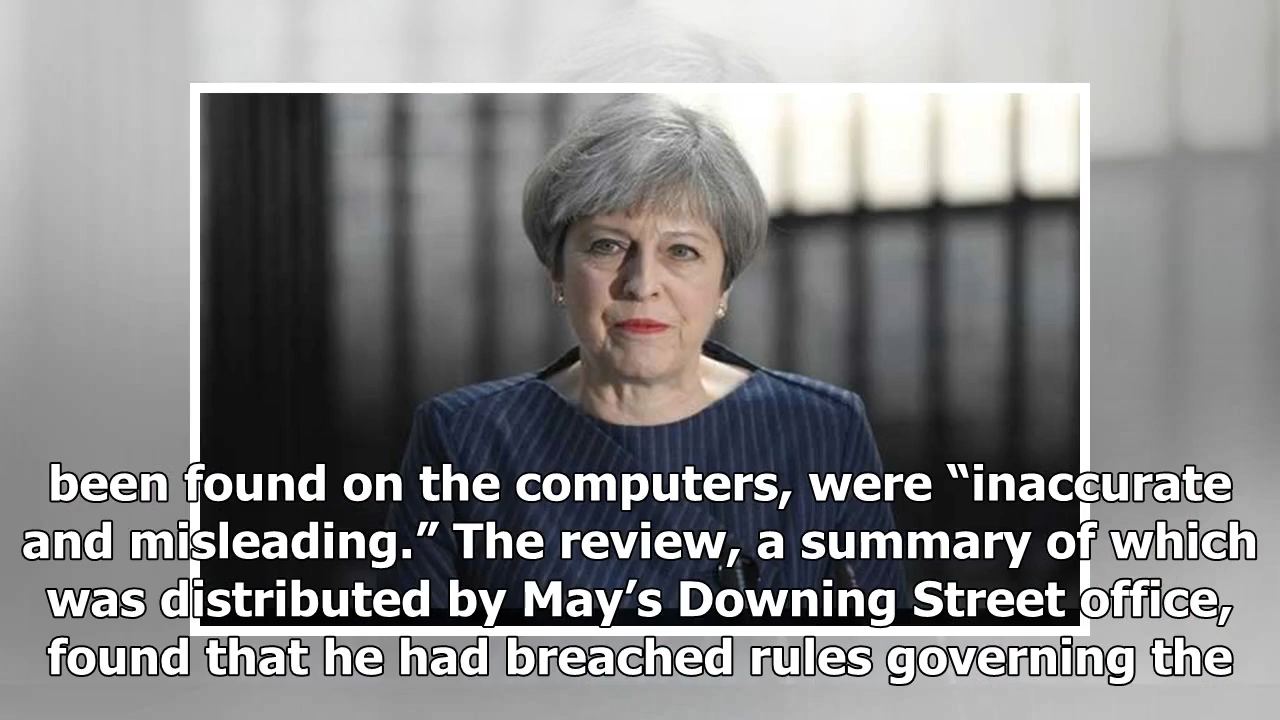 been found on the computers, were “inaccurate
and misleading.” The review, a summary of which
was distributed by May’s Downing Street office,
found that he had breached rules governing the